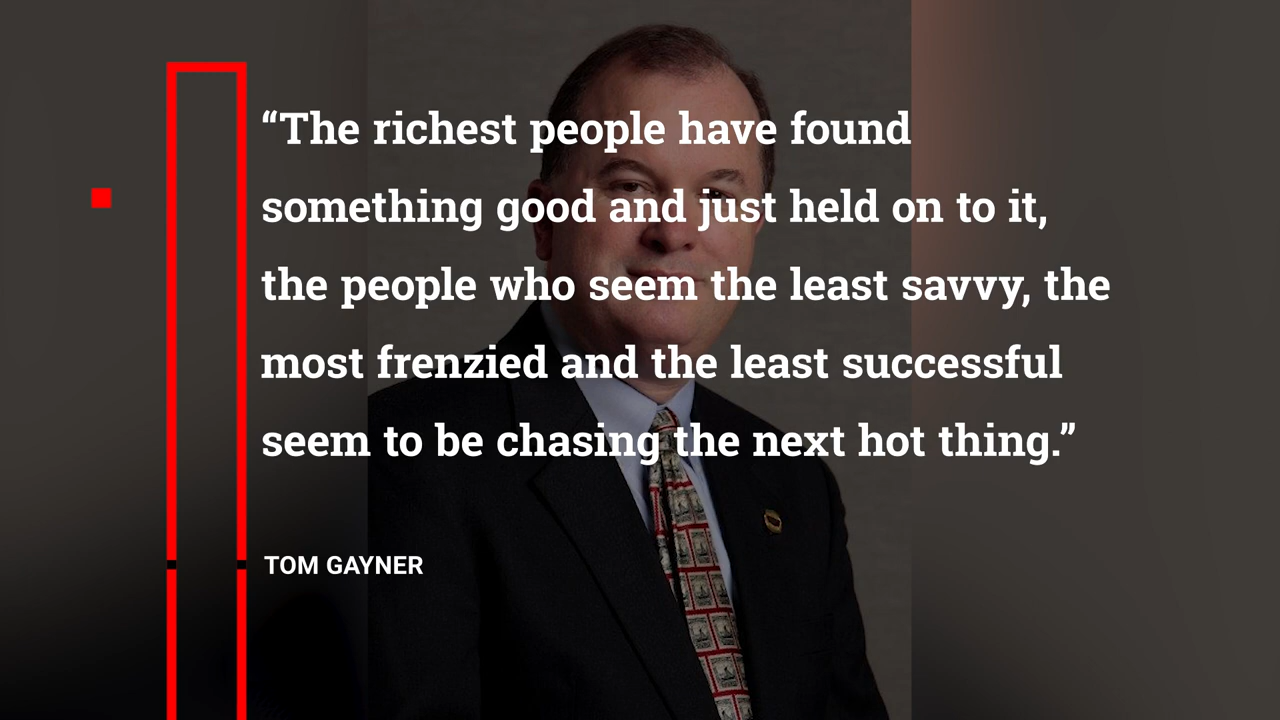 “The richest people have found
something good and just held on to it,
the people who seem the least savvy, the
most frenzied and the least successful
seem to be chasing the next hot thing.”
TOM GAYNER